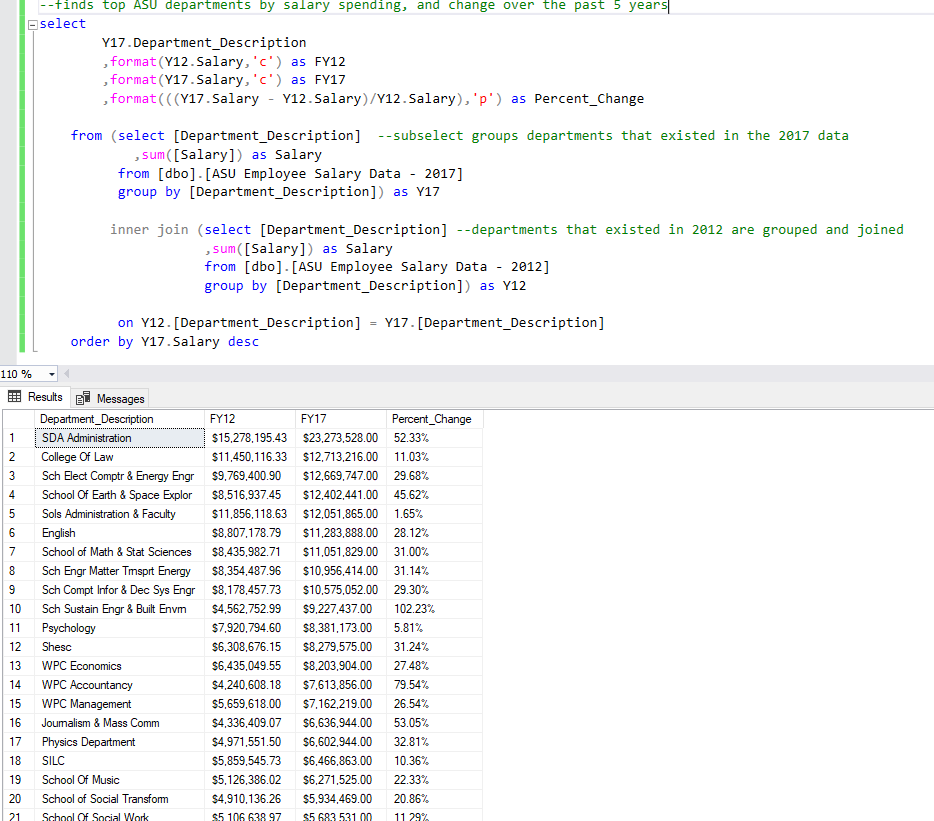 --finds top ASU departments by salary spending, and change over the past 5 years
select
Y17.Department_Description
,format(Y12.Salary,'c') as FY12
,format(Y17.Salary,'c') as FY17
,format(((Y17.Salary - Y12.Salary)/Y12.Salary),'p') as Percent_Change
from (select [Department_Description] --subselect groups departments that existed in the 2017 data
,sum([Salary]) as Salary
from [dbo].[ASU Employee Salary Data - 2017]
group by [Department_Description]) as Y17
inner join (select [Department_Description] --departments that existed in 2012 are grouped and joined
,sum([Salary]) as Salary
from [dbo].[ASU Employee Salary Data - 2012]
group by [Department_Description]) as Y12
on Y12.[Department_Description] = Y17.[Department_Description]
order by Y17.Salary desc
110 %
Results Messages
Department_Description FY12 FY17 Percent_Change
1 SDA Administration $15,278,195.43 $23,273,528.00 52.33%
2 College Of Law $11,450,116.33 $12,713,216.00 11.03%
3 Sch Elect Comptr & Energy Engr $9,769,400.90 $12,669,747.00 29.68%
4 School Of Earth & Space Explor $8,516,937.45 $12,402,441.00 45.62%
5 Sols Administration & Faculty $11,856,118.63 $12,051,865.00 1.65%
6 English $8,807,178.79 $11,283,888.00 28.12%
7 School of Math & Stat Sciences $8,435,982.71 $11,051,829.00 31.00%
8 Sch Engr Matter Trnsprt Energy $8,354,487.96 $10,956,414.00 31.14%
9 Sch Compt Infor & Dec Sys Engr $8,178,457.73 $10,575,052.00 29.30%
10 Sch Sustain Engr & Built Envrn $4,562,752.99 $9,227,437.00 102.23%
11 Psychology $7,920,794.60 $8,381,173.00 5.81%
12 Shesc $6,308,676.15 $8,279,575.00 31.24%
13 WPC Economics $6,435,049.55 $8,203,904.00 27.48%
14 WPC Accountancy $4,240,608.18 $7,613,856.00 79.54%
15 WPC Management $5,659,618.00 $7,162,219.00 26.54%
16 Journalism & Mass Comm $4,336,409.07 $6,636,944.00 53.05%
17 Physics Department $4,971,551.50 $6,602,944.00 32.81%
18 SILC $5,859,545.73 $6,466,863.00 10.36%
19 School Of Music $5,126,386.02 $6,271,525.00 22.33%
20 School of Social Transform $4,910,136.26 $5,934,469.00 20.86%
21 School Of Social Work $5,106,638.97 $5,683,531.00 11.29%